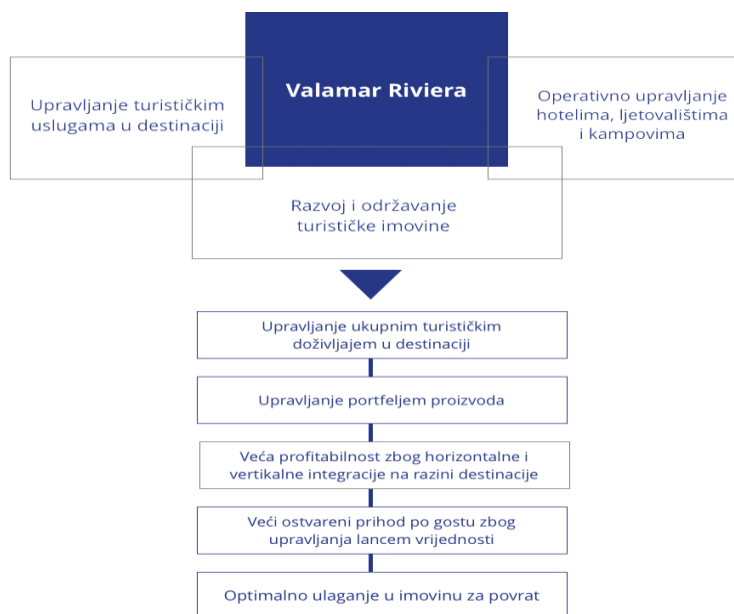 Valamar Riviera
Upravljanje turističkim
uslugama u destinaciji
Operativno upravljanje
hotelima, ljetovalištima
i kampovima
Razvoj i održavanje
turističke imovine
Upravljanje ukupnim turističkim
doživljajem u destinaciji
Upravljanje portfeljem proizvoda
Veća profitabilnost zbog horizontalne i
vertikalne integracije na razini destinacije
Veći ostvareni prihod po gostu zbog
upravljanja lancem vrijednosti
Optimalno ulaganje u imovinu za povrat